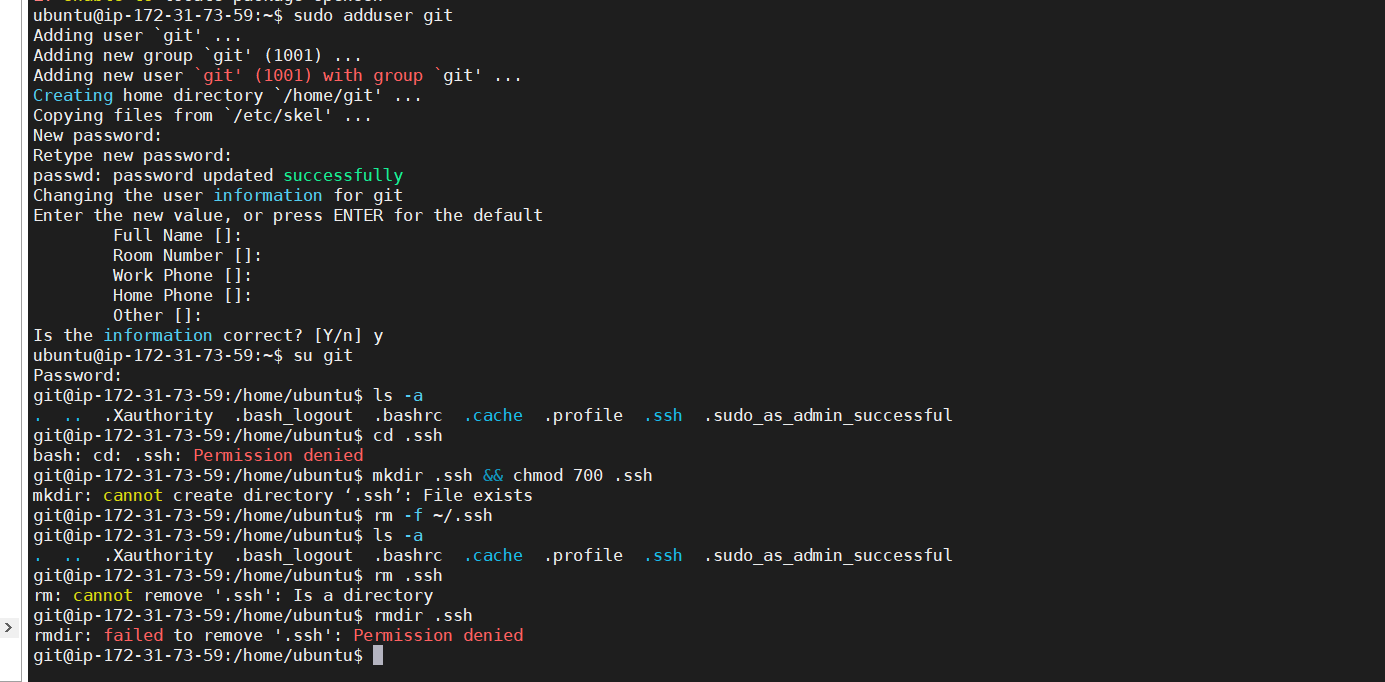 ubuntu@ip-172-31-73-59:~$ sudo adduser git
Adding user `git' ...
Adding new group `git' (1001) ...
Adding new user `git' (1001) with group `git' ...
Creating home directory `/home/git' ...
Copying files from `/etc/skel' ...
New password:
Retype new password:
passwd: password updated successfully
Changing the user information for git
Enter the new value, or press ENTER for the default
        Full Name []:
        Room Number []:
        Work Phone []:
        Home Phone []:
        Other []:
Is the information correct? [Y/n] y
ubuntu@ip-172-31-73-59:~$ su git
Password:
git@ip-172-31-73-59:/home/ubuntu$ ls -a
.  ..  .Xauthority  .bash_logout  .bashrc  .cache  .profile  .ssh  .sudo_as_admin_successful
git@ip-172-31-73-59:/home/ubuntu$ cd .ssh
bash: cd: .ssh: Permission denied
git@ip-172-31-73-59:/home/ubuntu$ mkdir .ssh && chmod 700 .ssh
mkdir: cannot create directory ‘.ssh’: File exists
git@ip-172-31-73-59:/home/ubuntu$ rm -f ~/.ssh
git@ip-172-31-73-59:/home/ubuntu$ ls -a
.  ..  .Xauthority  .bash_logout  .bashrc  .cache  .profile  .ssh  .sudo_as_admin_successful
git@ip-172-31-73-59:/home/ubuntu$ rm .ssh
rm: cannot remove '.ssh': Is a directory
git@ip-172-31-73-59:/home/ubuntu$ rmdir .ssh
rmdir: failed to remove '.ssh': Permission denied
git@ip-172-31-73-59:/home/ubuntu$